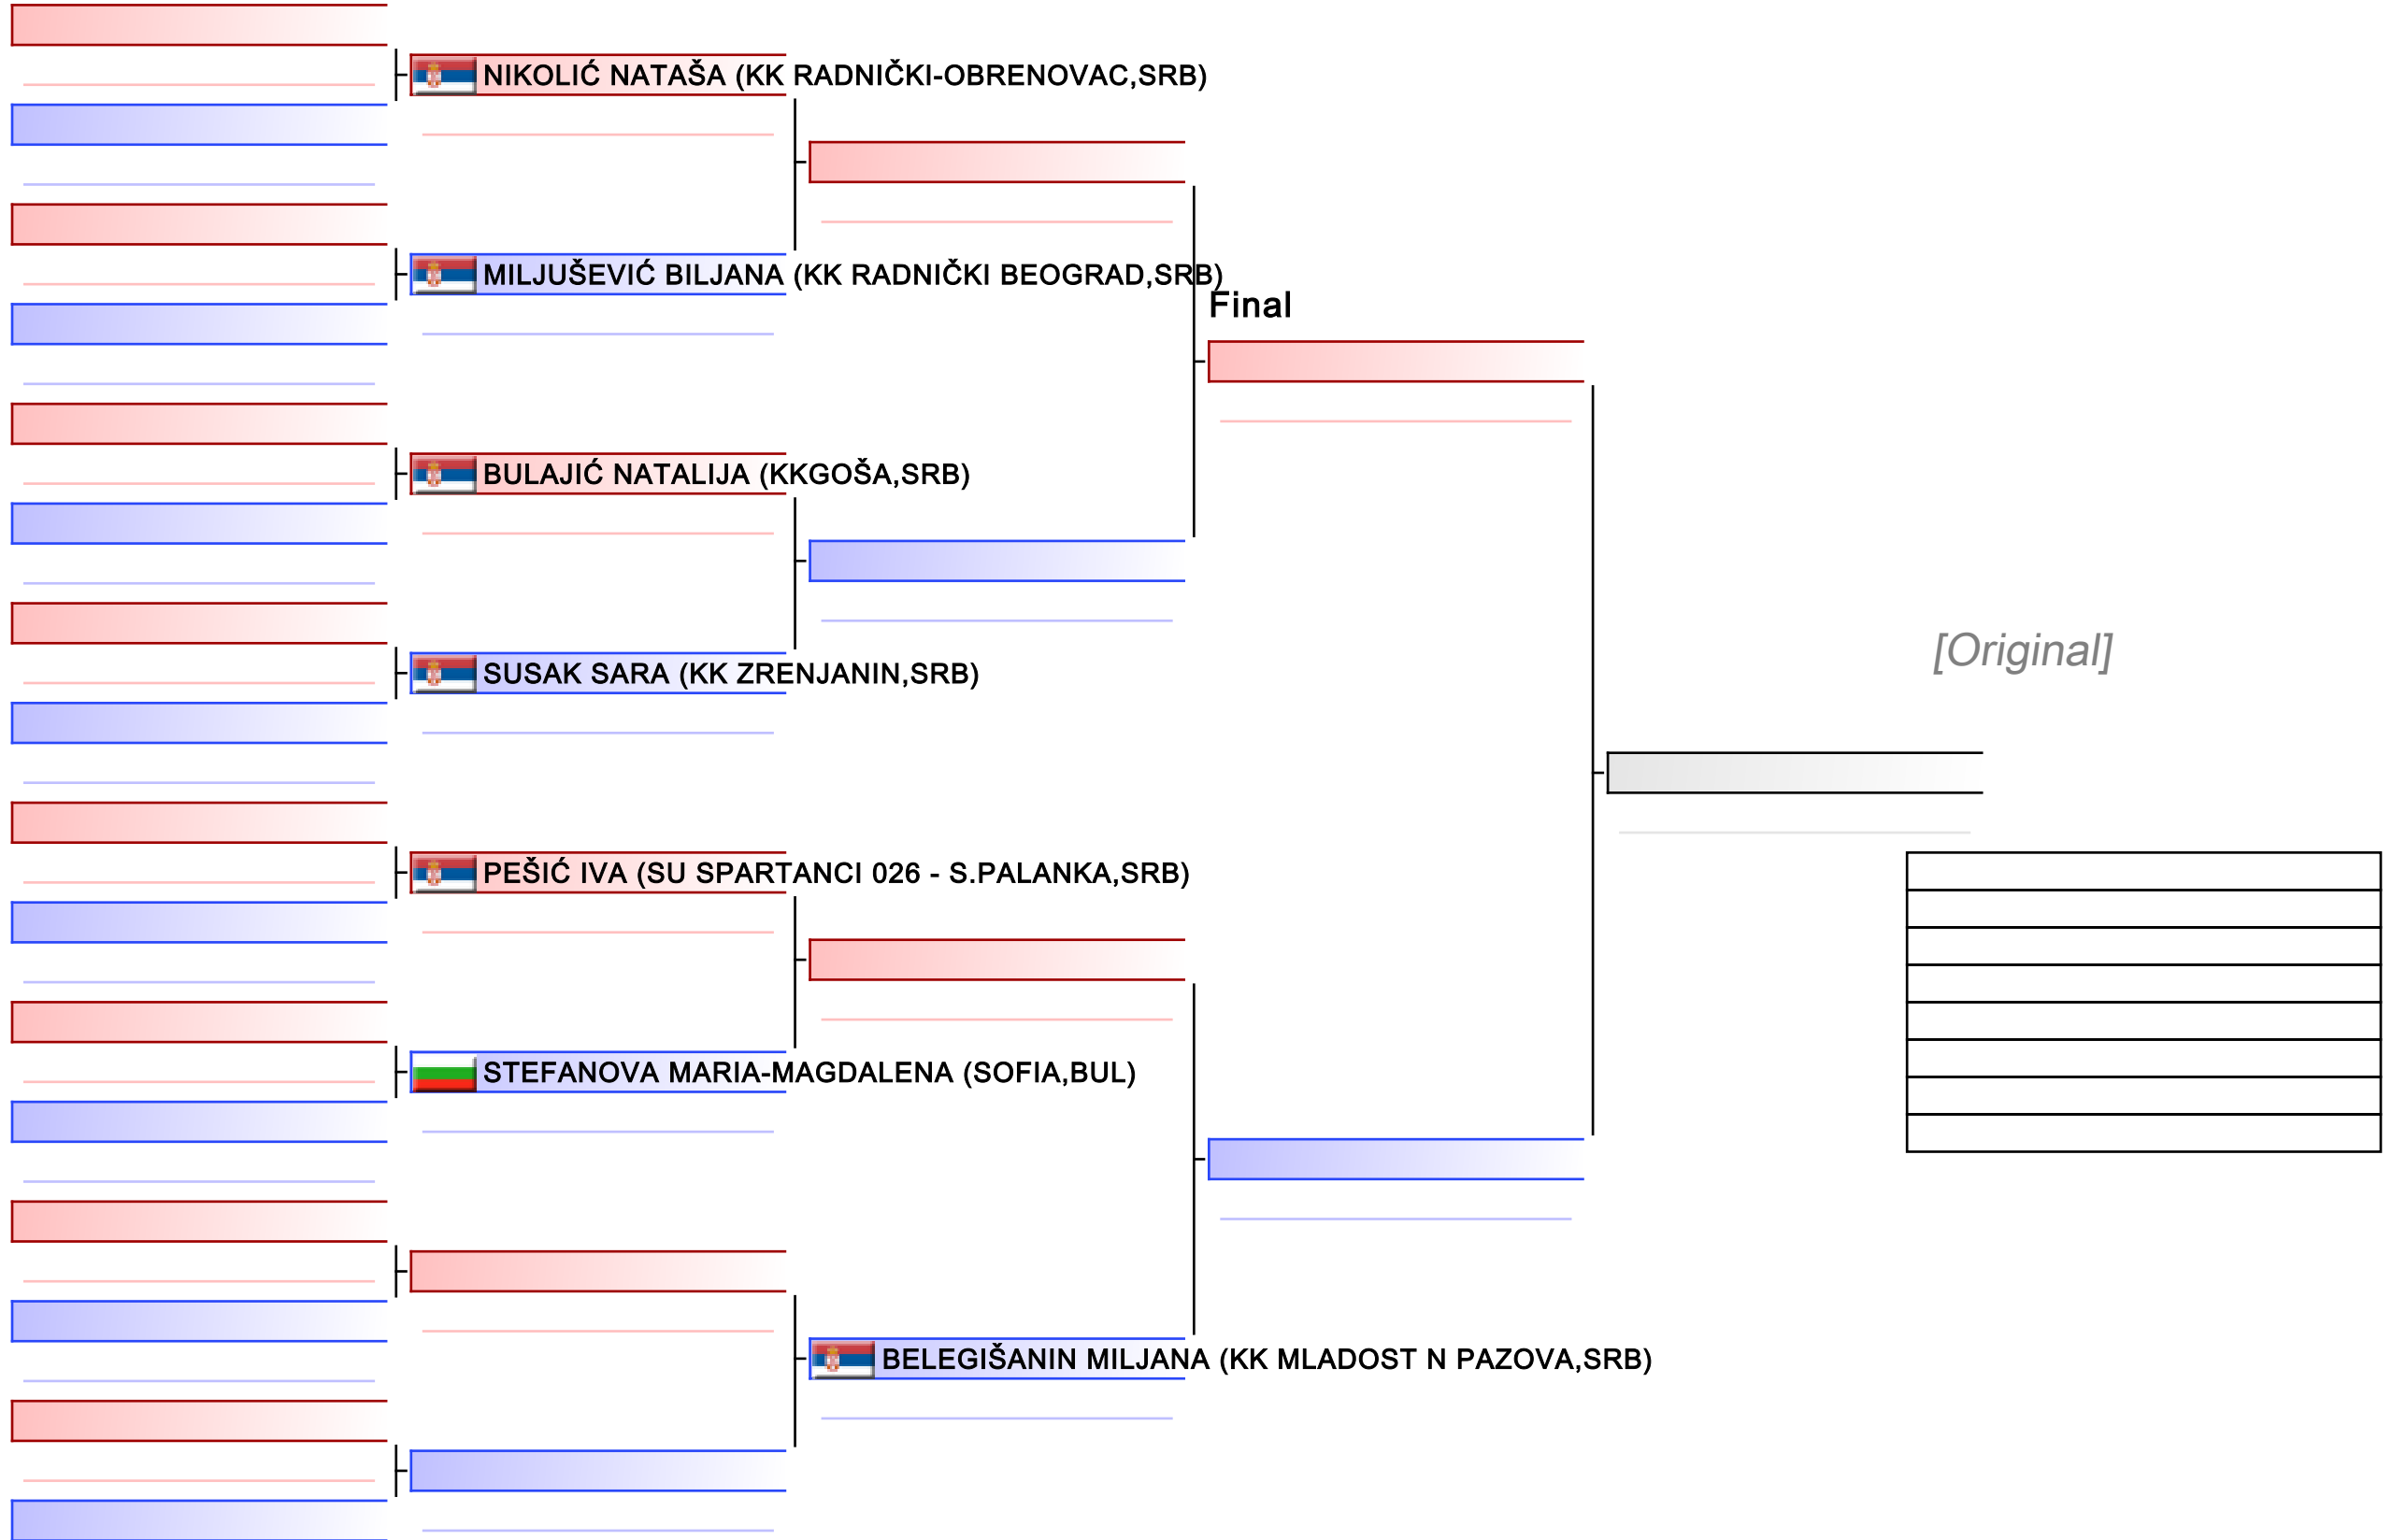 NIKOLIĆ NATAŠA (KK RADNIČKI-OBRENOVAC,SRB)
MILJUŠEVIĆ BILJANA (KK RADNIČKI BEOGRAD,SRB)
Final
BULAJIĆ NATALIJA (KKGOŠA,SRB)
[Original]
SUSAK SARA (KK ZRENJANIN,SRB)
PEŠIĆ IVA (SU SPARTANCI 026 - S.PALANKA,SRB)
STEFANOVA MARIA-MAGDALENA (SOFIA,BUL)
BELEGIŠANIN MILJANA (KK MLADOST N PAZOVA,SRB)